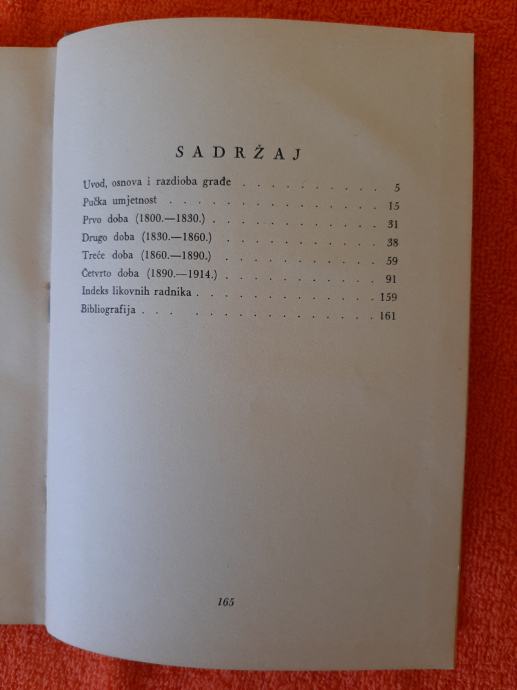 SADRŽAJ
Uvod, osnova i razdioba građe . . . . . . . . . . 5
Pučka umjetnost . . . . . . . . . . . . . . . 15
Prvo doba (1800.—1830.) . . . . . . . . . . . . 31
Drugo doba (1830.—1860.) . . . . . . . . . . . 38
Treće doba (1860.—1890.) . . . . . . . . . . . 59
Četvrto doba (1890.—1914.) . . . . . . . . . . . 91
Indeks likovnih radnika . . . . . . . . . . . . . 159
Bibliografija . . . . . . . . . . . . . . . . 161
165